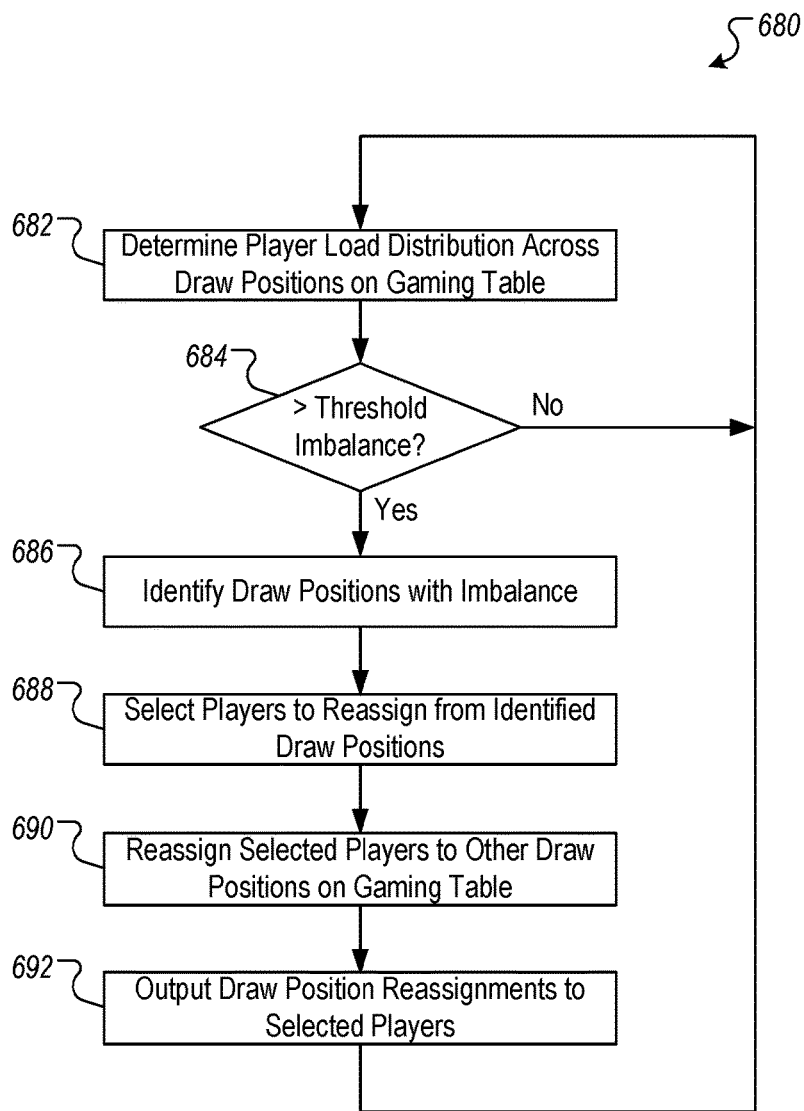 680
682
Determine Player Load Distribution Across
Draw Positions on Gaming Table
684
> Threshold
Imbalance?
No
Yes
686
Identify Draw Positions with Imbalance
688
Select Players to Reassign from Identified
Draw Positions
690
Reassign Selected Players to Other Draw
Positions on Gaming Table
692
Output Draw Position Reassignments to
Selected Players